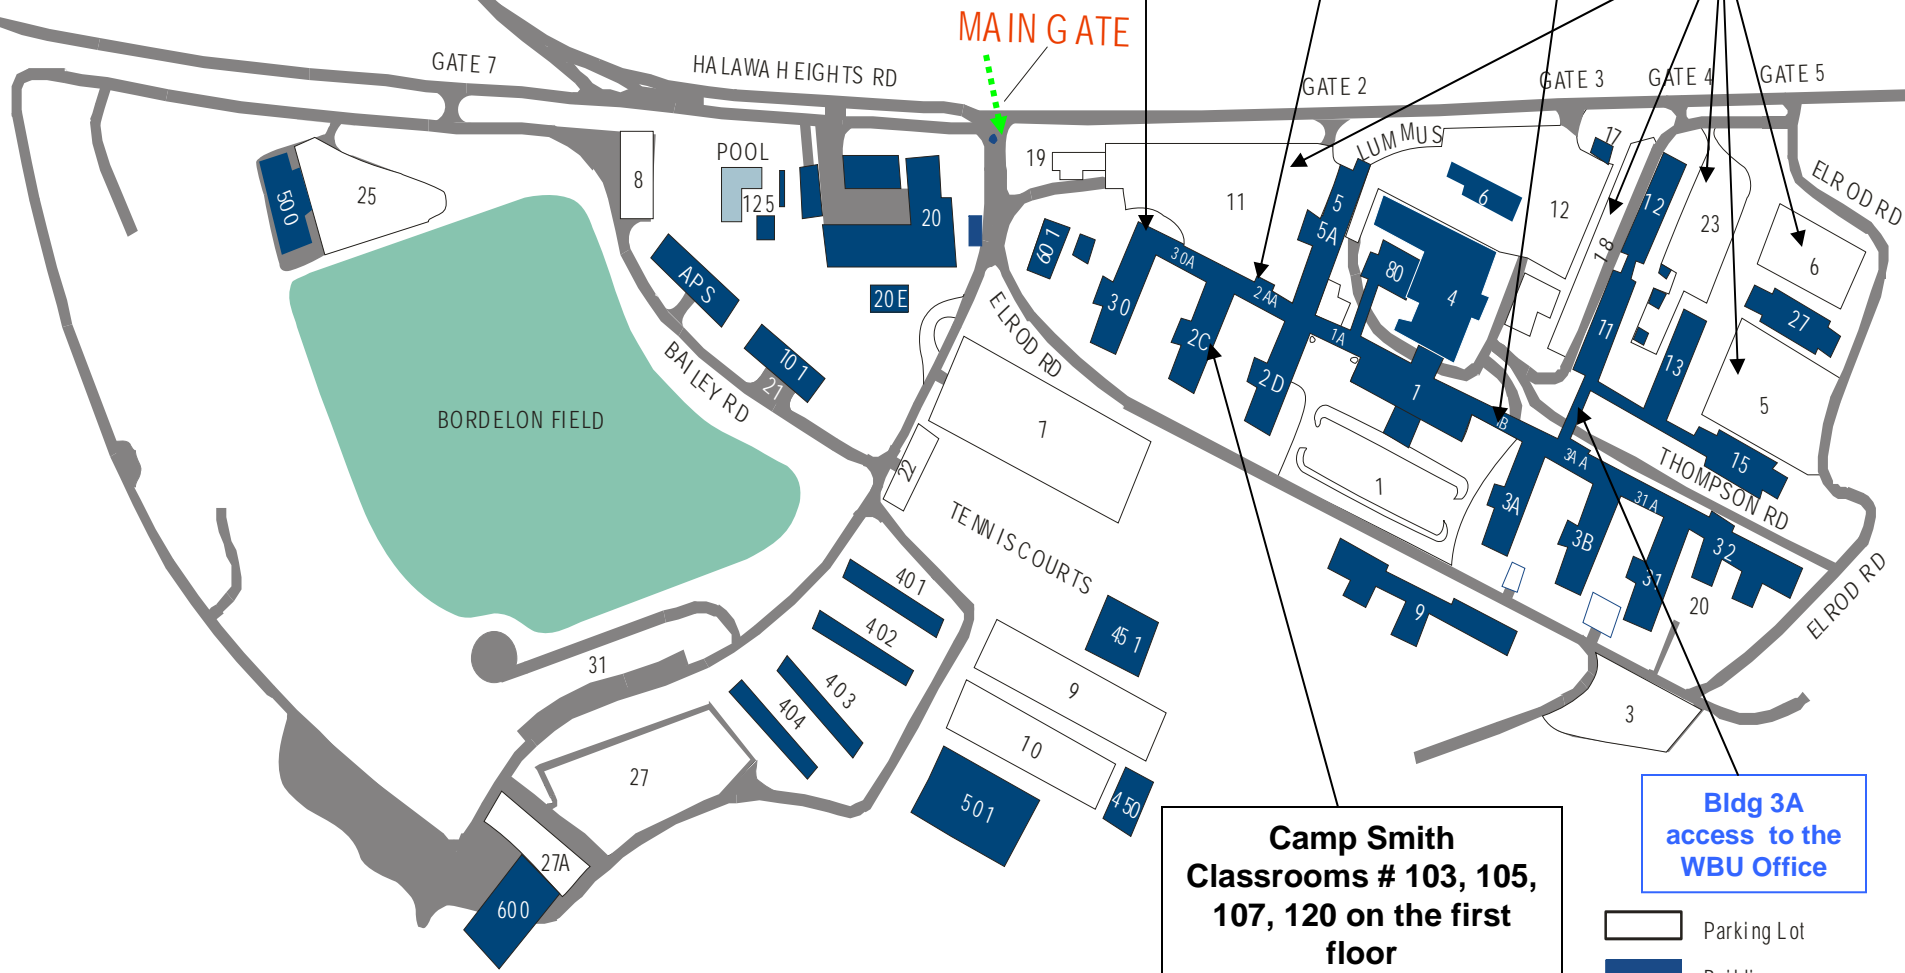 MAIN GATE
GATE 7
HALAWA HEIGHTS RD
GATE 2
GATE 3
GATE 4
GATE 5
LUMMUS
17
19
POOL
125
8
25
500
20
11
5
5A
6
12
12
18
23
6
ELROD RD
601
30A
30
2AA
80
4
APS
20E
ELROD RD
2C
1A
2D
1
11
13
27
5
101
21
BAILEY RD
BORDELON FIELD
7
22
1
B
3AA
3A
15
THOMPSON RD
31A
TENNIS COURTS
3B
32
31
20
ELROD RD
401
402
403
404
451
9
9
31
10
3
27
501
450
27A
600
Camp Smith
Classrooms # 103, 105,
107, 120 on the first
floor
Bldg 3A
access to the
WBU Office
Parking Lot